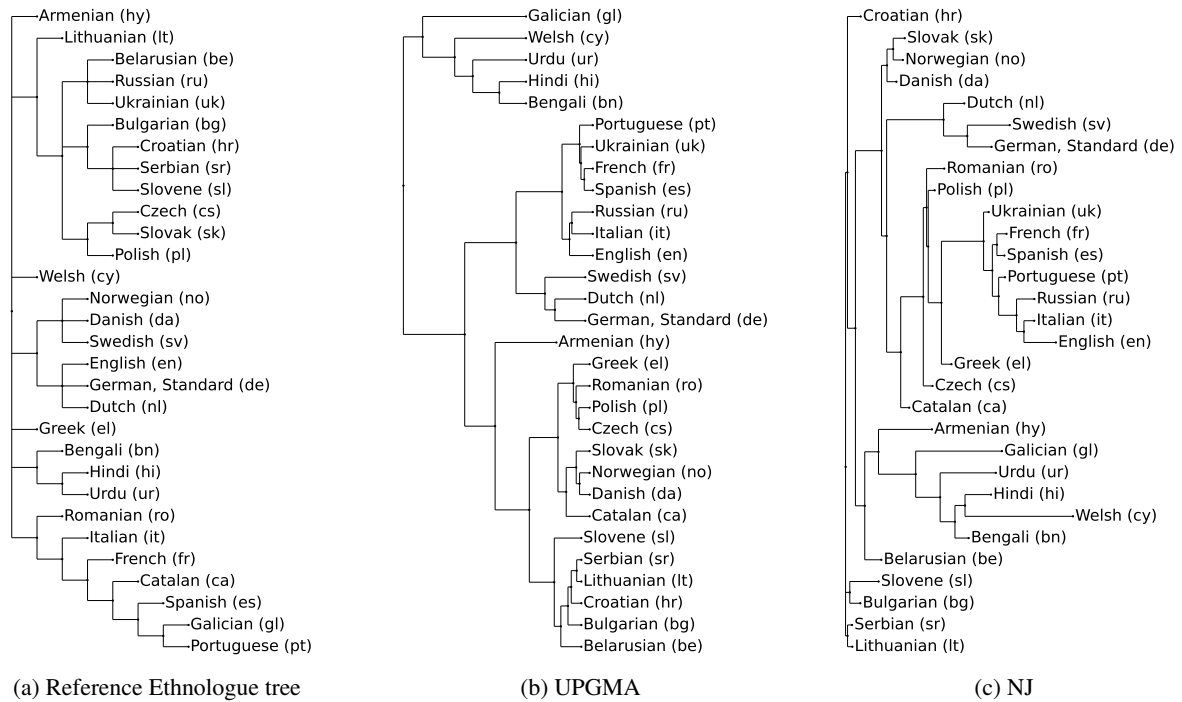 Armenian (hy)
Lithuanian (lt)
Belarusian (be)
Russian (ru)
Ukrainian (uk)
Bulgarian (bg)
Croatian (hr)
Serbian (sr)
Slovene (sl)
Czech (cs)
Slovak (sk)
Polish (pl)
Welsh (cy)
Norwegian (no)
Danish (da)
Swedish (sv)
English (en)
German, Standard (de)
Dutch (nl)
Greek (el)
Bengali (bn)
Hindi (hi)
Urdu (ur)
Romanian (ro)
Italian (it)
French (fr)
Catalan (ca)
Spanish (es)
Galician (gl)
Portuguese (pt)
(a) Reference Ethnologue tree
Galician (gl)
Welsh (cy)
Urdu (ur)
Hindi (hi)
Bengali (bn)
Portuguese (pt)
Ukrainian (uk)
French (fr)
Spanish (es)
Russian (ru)
Italian (it)
English (en)
Swedish (sv)
Dutch (nl)
German, Standard (de)
Armenian (hy)
Greek (el)
Romanian (ro)
Polish (pl)
Czech (cs)
Slovak (sk)
Norwegian (no)
Danish (da)
Catalan (ca)
Slovene (sl)
Serbian (sr)
Lithuanian (lt)
Croatian (hr)
Bulgarian (bg)
Belarusian (be)
(b) UPGMA
Croatian (hr)
Slovak (sk)
Norwegian (no)
Danish (da)
Dutch (nl)
Swedish (sv)
German, Standard (de)
Romanian (ro)
Polish (pl)
Ukrainian (uk)
French (fr)
Spanish (es)
Portuguese (pt)
Russian (ru)
Italian (it)
English (en)
Greek (el)
Czech (cs)
Catalan (ca)
Armenian (hy)
Galician (gl)
Urdu (ur)
Hindi (hi)
Welsh (cy)
Bengali (bn)
Belarusian (be)
Slovene (sl)
Bulgarian (bg)
Serbian (sr)
Lithuanian (lt)
(c) NJ